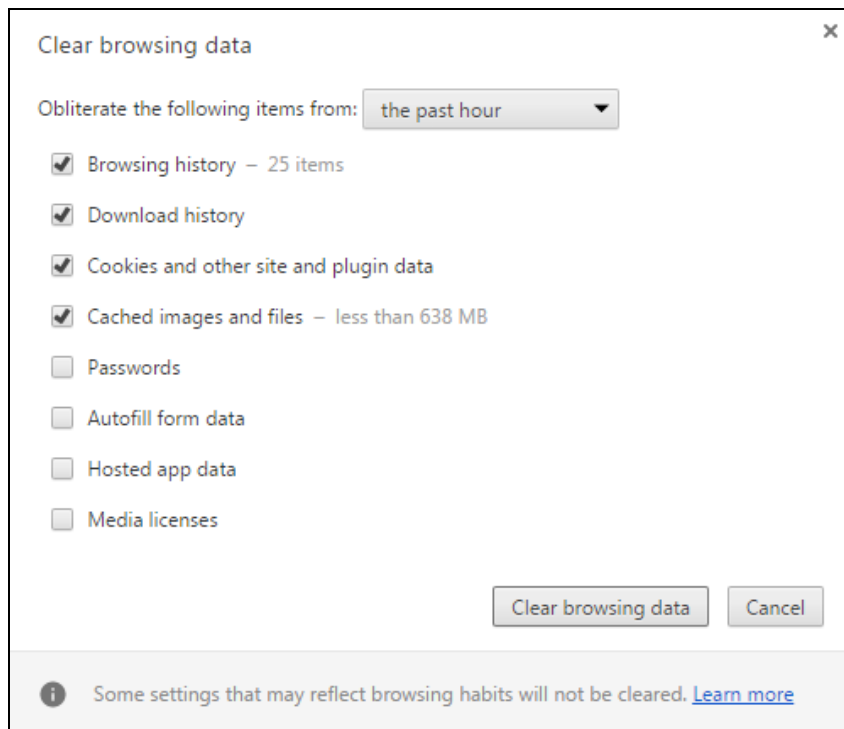 Clear browsing data
Obliterate the following items from: the past hour
Browsing history – 25 items
Download history
Cookies and other site and plugin data
Cached images and files – less than 638 MB
Passwords
Autofill form data
Hosted app data
Media licenses
Clear browsing data Cancel
Some settings that may reflect browsing habits will not be cleared. Learn more